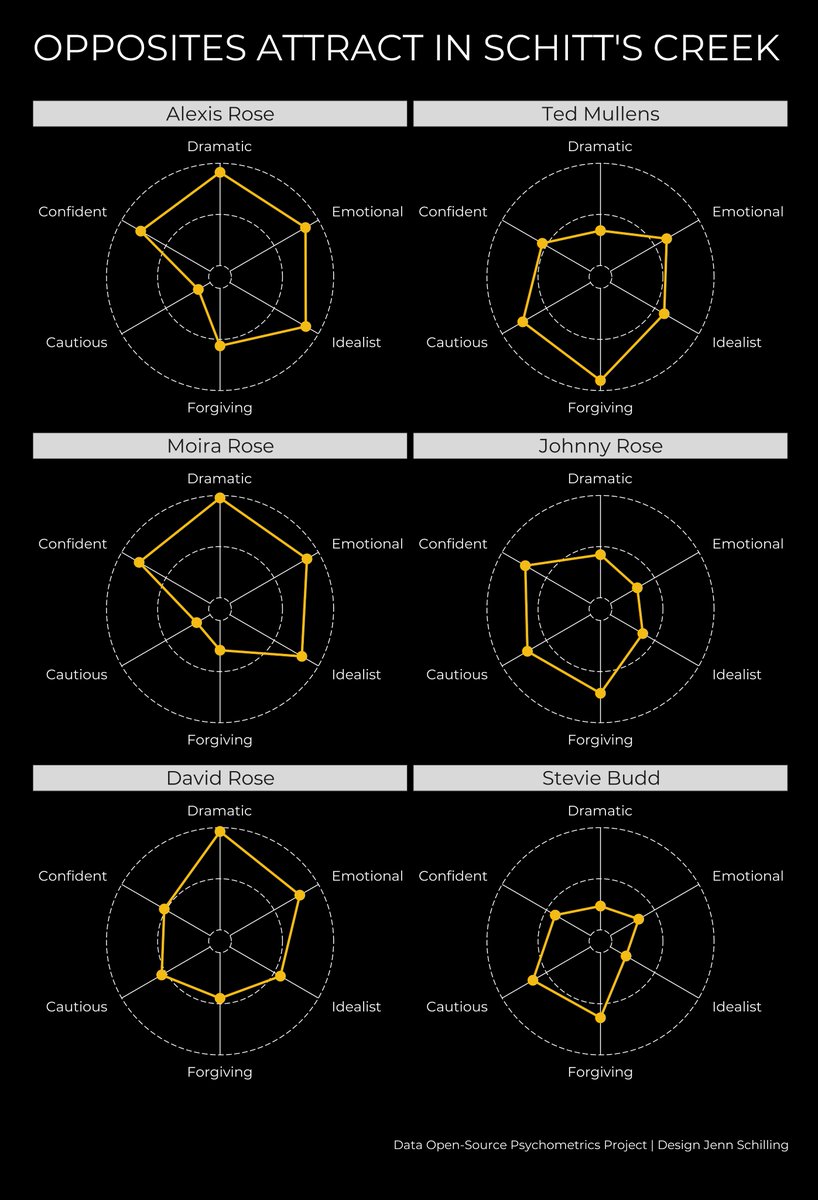 OPPOSITES ATTRACT IN SCHITT'S CREEK
Alexis Rose
Dramatic
Confident
Emotional
Cautious
Idealist
Forgiving
Ted Mullens
Dramatic
Confident
Emotional
Cautious
Idealist
Forgiving
Moira Rose
Dramatic
Confident
Emotional
Cautious
Idealist
Forgiving
Johnny Rose
Dramatic
Confident
Emotional
Cautious
Idealist
Forgiving
David Rose
Dramatic
Confident
Emotional
Cautious
Idealist
Forgiving
Stevie Budd
Dramatic
Confident
Emotional
Cautious
Idealist
Forgiving
Data Open-Source Psychometrics Project | Design Jenn Schilling